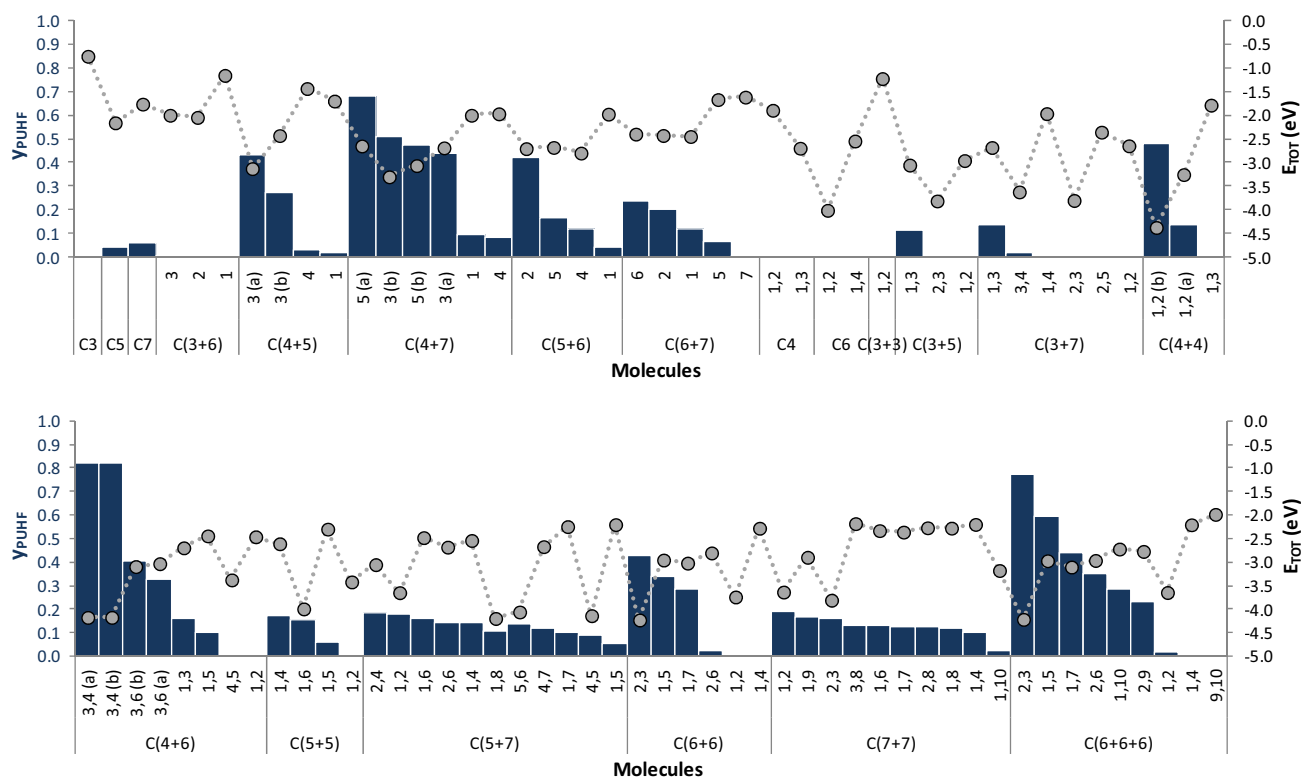 1.0 0.9 0.8 0.7 0.6 0.5 0.4 0.3 0.2 0.1 0.0
yPUHF
0.0 -0.5 -1.0 -1.5 -2.0 -2.5 -3.0 -3.5 -4.0 -4.5 -5.0
ETOT (eV)
3 2 1 3 (a) 3 (b) 4 1 5 (a) 3 (b) 5 (b) 3 (a) 1 4 2 5 4 1 6 2 1 5 7 1,2 1,3 1,2 1,4 1,2 1,3 2,3 1,2 1,3 3,4 1,4 2,3 2,5 1,2 1,2 (b) 1,2 (a) 1,3
C3 C5 C7 C(3+6) C(4+5) C(4+7) C(5+6) C(6+7) C4 C6 C(3+3) C(3+5) C(3+7) C(4+4)
Molecules
1.0 0.9 0.8 0.7 0.6 0.5 0.4 0.3 0.2 0.1 0.0
yPUHF
0.0 -0.5 -1.0 -1.5 -2.0 -2.5 -3.0 -3.5 -4.0 -4.5 -5.0
ETOT (eV)
3,4 (a) 3,4 (b) 3,6 (b) 3,6 (a) 1,3 1,5 4,5 1,2 1,4 1,6 1,5 1,2 2,4 1,2 1,6 2,6 1,4 1,8 5,6 4,7 1,7 4,5 1,5 2,3 1,5 1,7 2,6 1,2 1,4 1,2 1,9 2,3 3,8 1,6 1,7 2,8 1,8 1,4 1,10 2,3 1,5 1,7 2,6 1,10 2,9 1,2 1,4 9,10
C(4+6) C(5+5) C(5+7) C(6+6) C(7+7) C(6+6+6)
Molecules